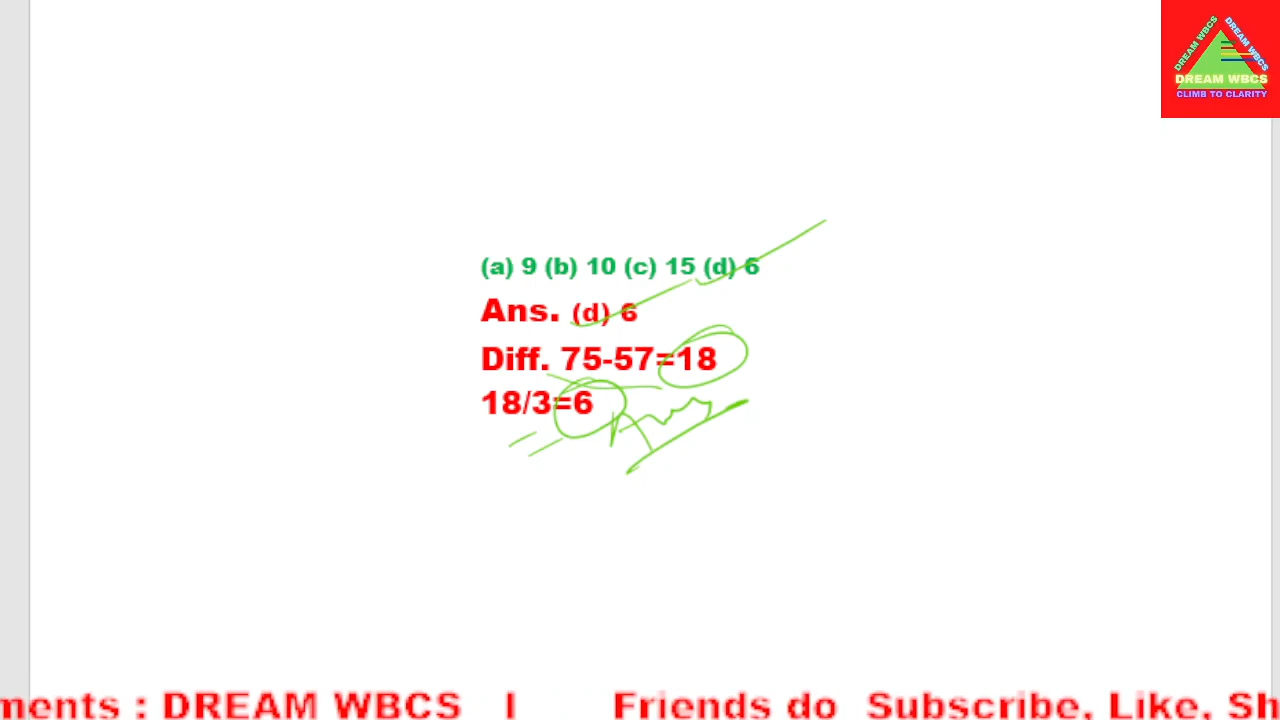 DREAM WBCS
DREAM WBCS
DREAM WBCS
CLIMB TO CLARITY
(a) 9 (b) 10 (c) 15 (d) 6
Ans. (d) 6
Diff. 75-57=18
18/3=6
Ans
ments : DREAM WBCS I Friends do Subscribe, Like, Sh